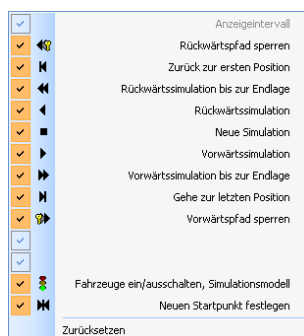 Anzeigeintervall
Rückwärtspfad sperren
Zurück zur ersten Position
Rückwärtssimulation bis zur Endlage
Rückwärtssimulation
Neue Simulation
Vorwärtssimulation
Vorwärtssimulation bis zur Endlage
Gehe zur letzten Position
Vorwärtspfad sperren
Fahrzeuge ein/ausschalten, Simulationsmodell
Neuen Startpunkt festlegen
Zurücksetzen